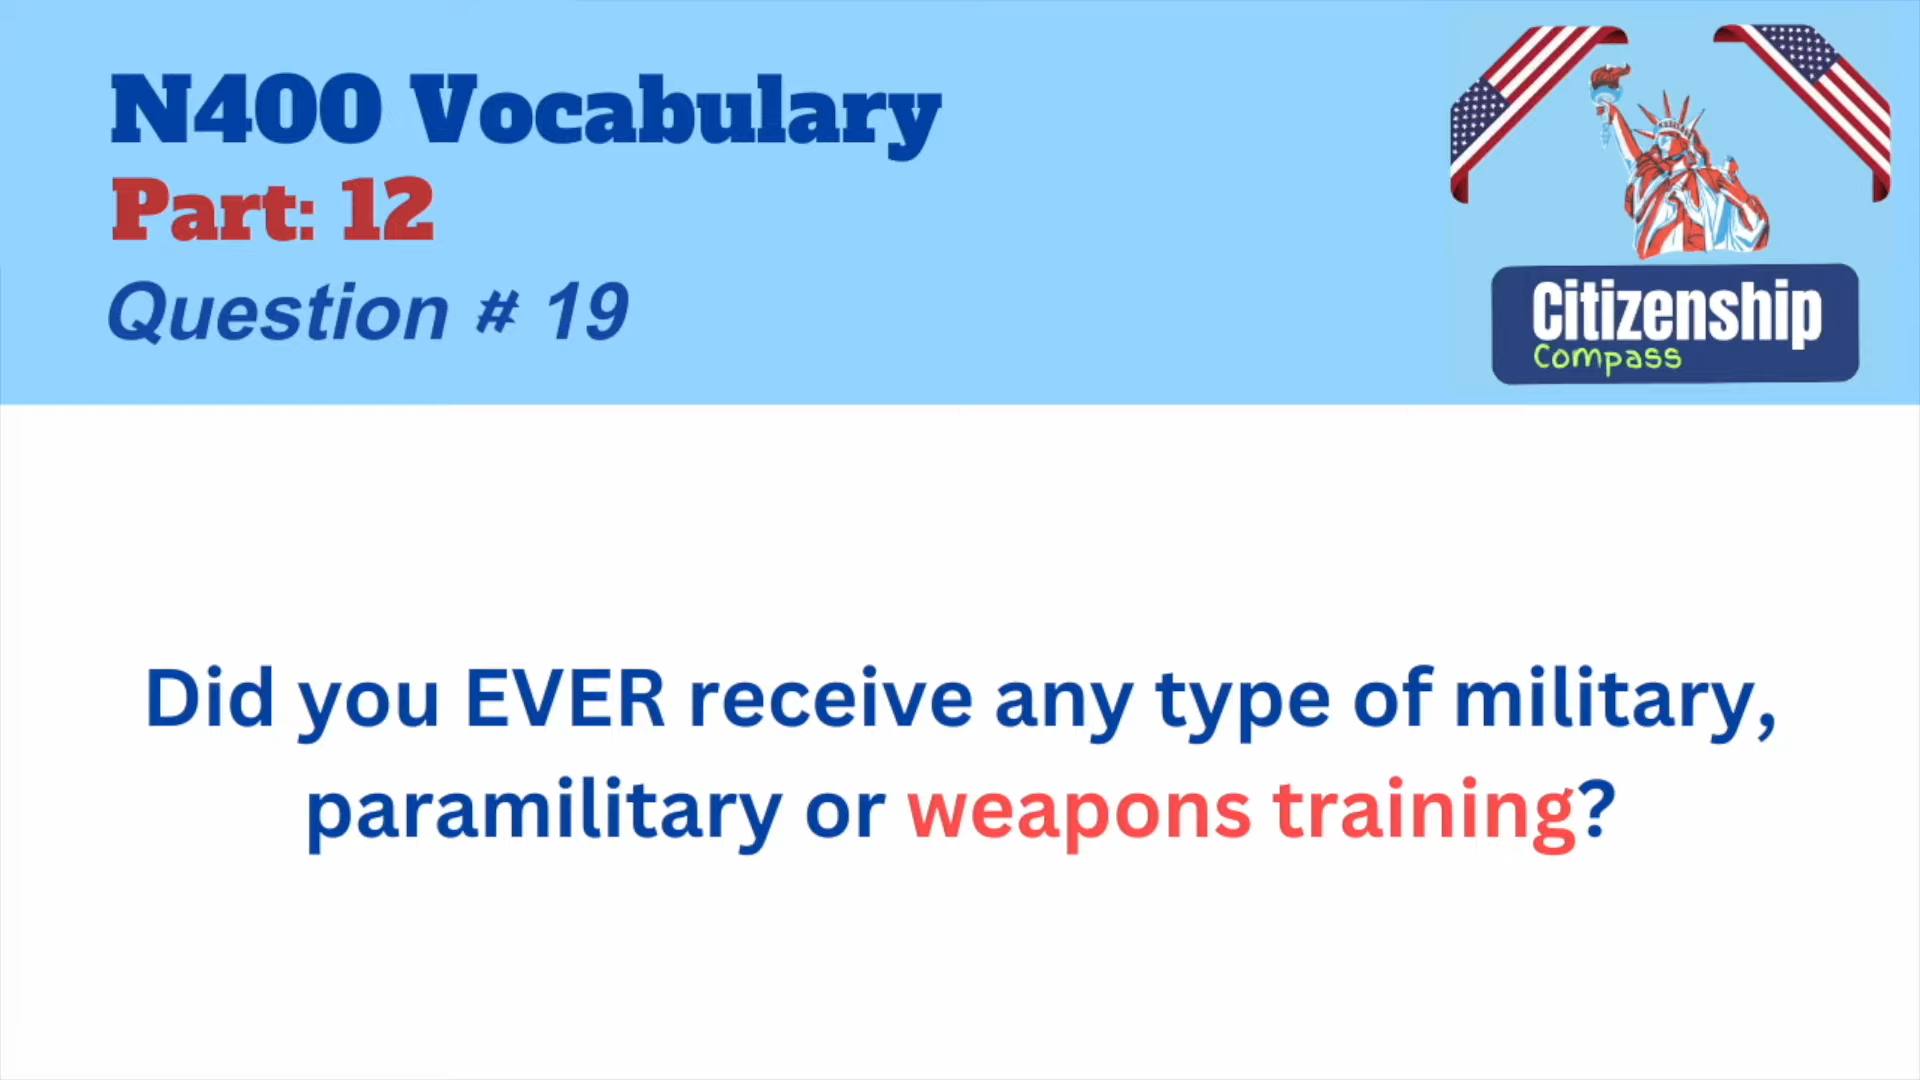 N400 Vocabulary
Part: 12
Question # 19
Citizenship
Compass
Did you EVER receive any type of military,
paramilitary or weapons training?